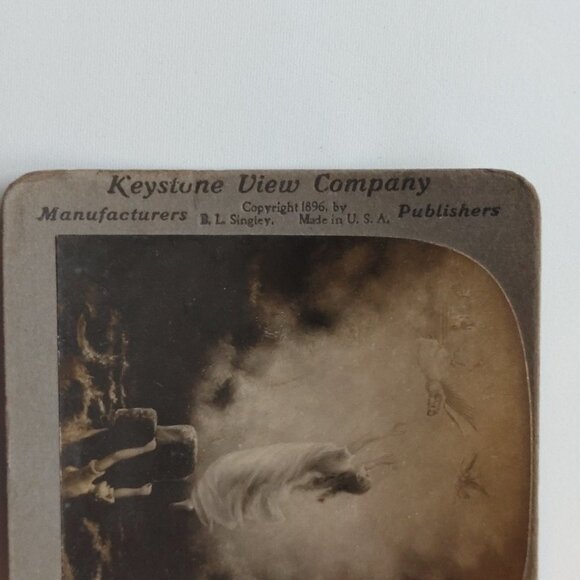 Keystone View Company
Manufacturers Copyright 1896, by Publishers
B. L. Singley. Made in U. S. A.